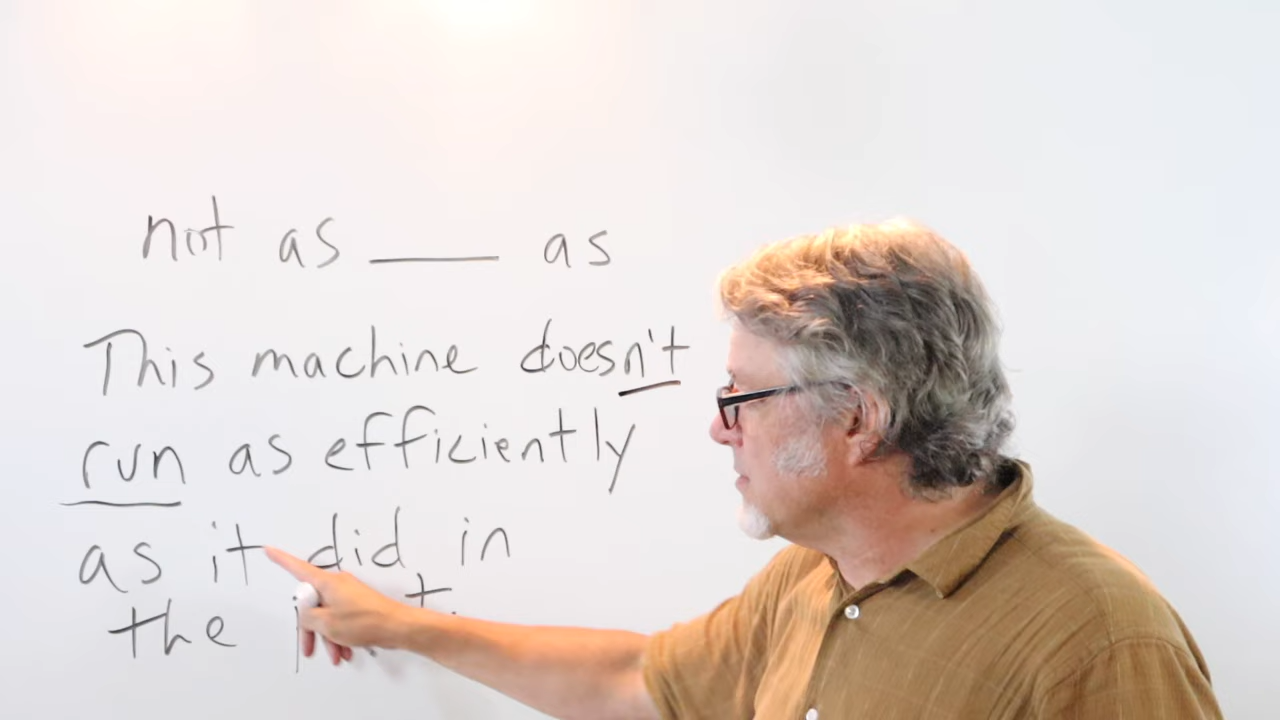 not as ____ as
This machine doesn't
run as efficiently
as it did in
the